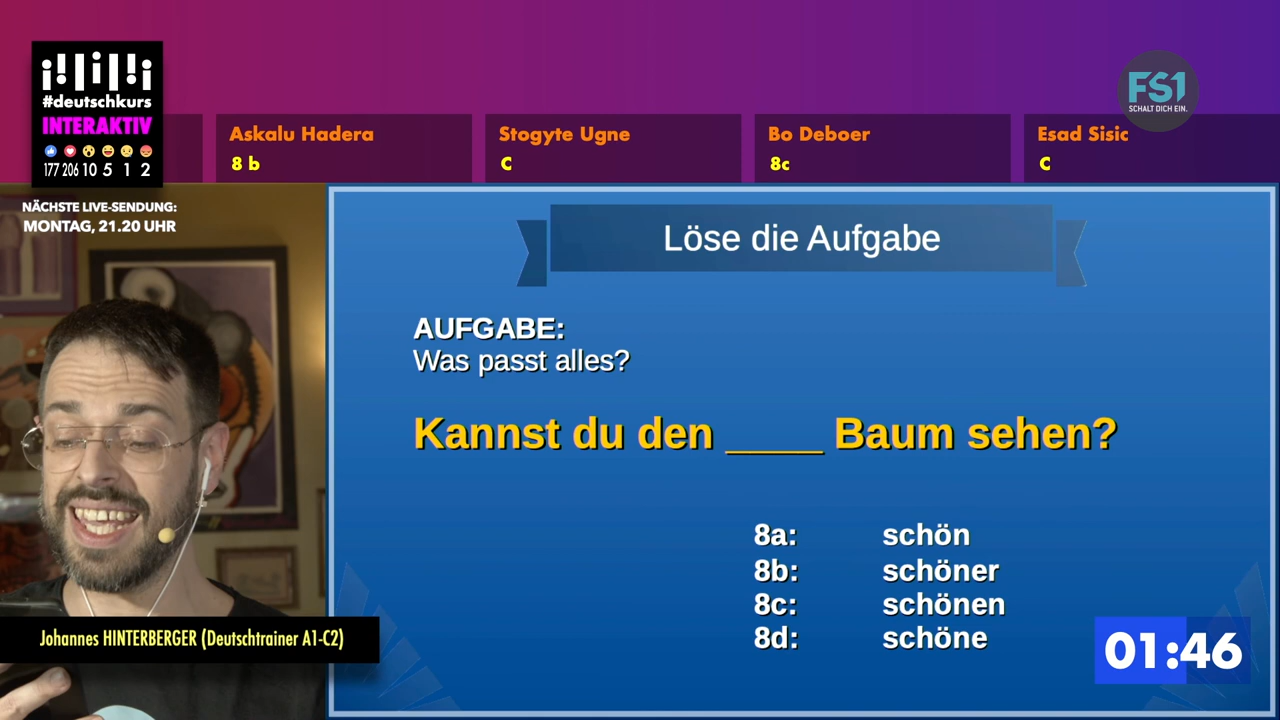 #deutschkurs
INTERAKTIV
177 206 10 5 1 2
Askalu Hadera
8 b
Stogyte Ugne
C
Bo Deboer
8c
Esad Sisic
C
FS1
SCHALT DICH EIN.
NÄCHSTE LIVE-SENDUNG:
MONTAG, 21.20 UHR
Löse die Aufgabe
AUFGABE:
Was passt alles?
Kannst du den ____ Baum sehen?
8a: schön
8b: schöner
8c: schönen
8d: schöne
Johannes HINTERBERGER (Deutschtrainer A1-C2)
01:46